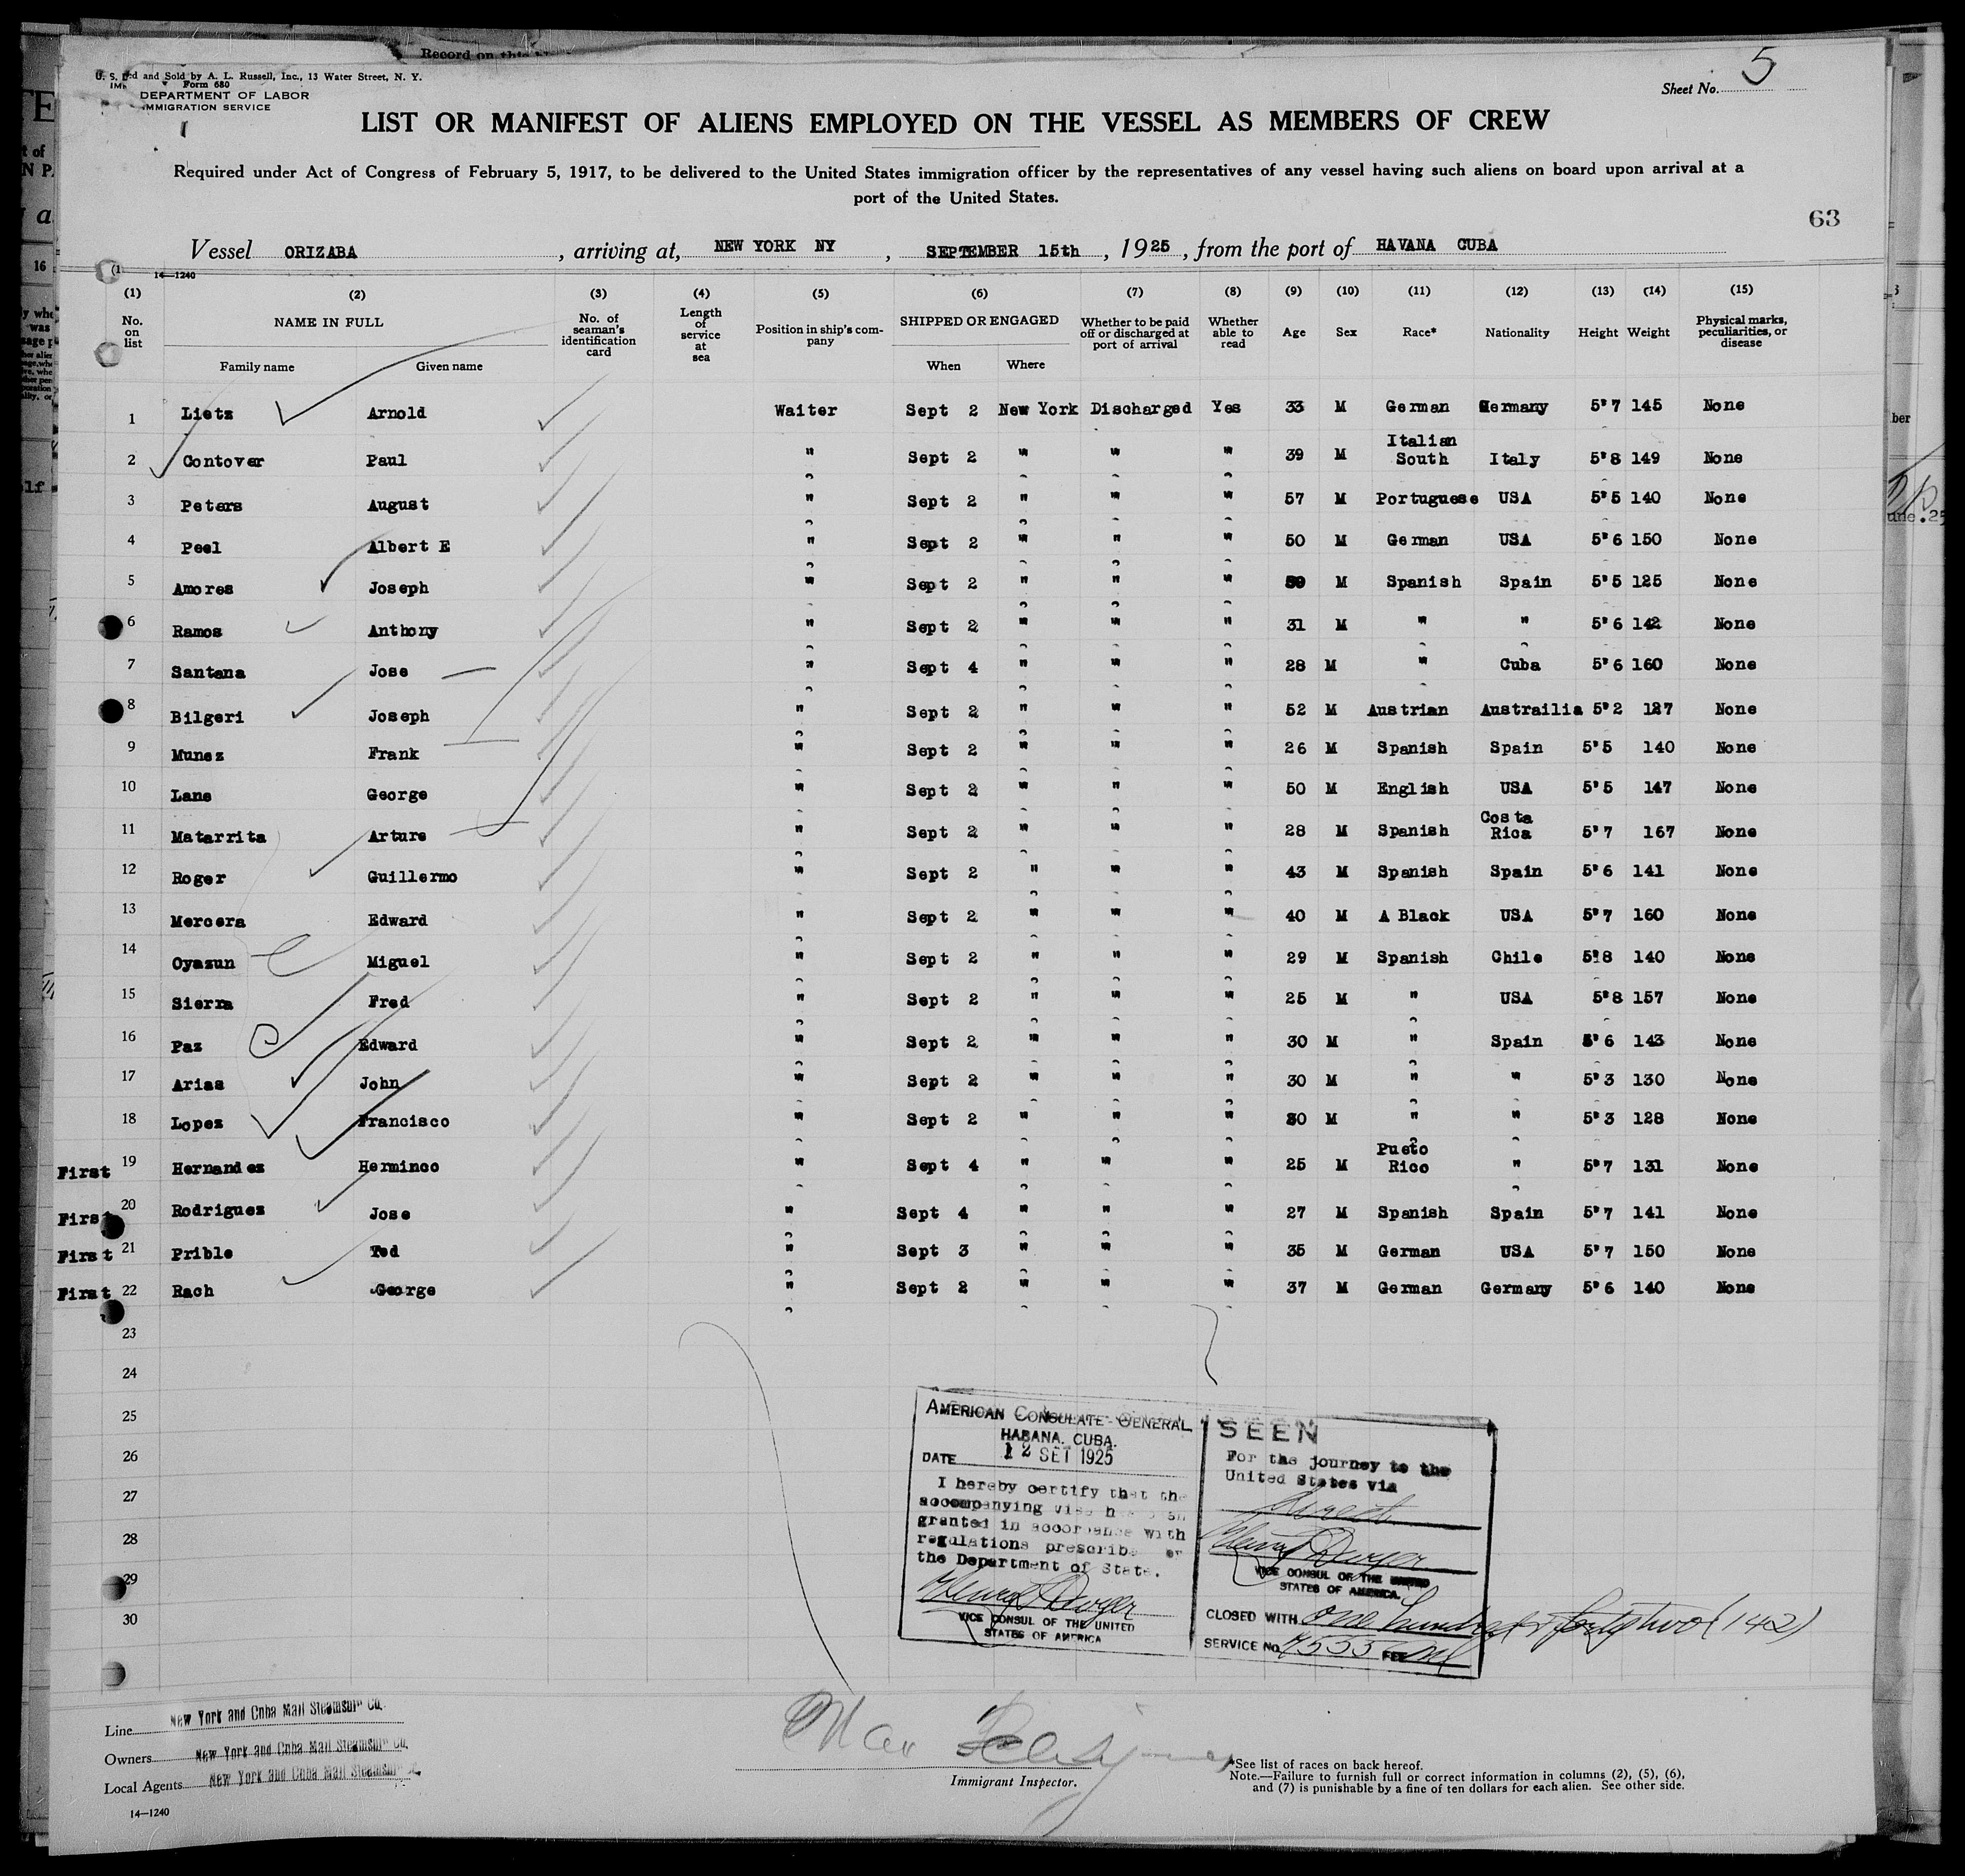 Record on this
U. S. Ded and Sold by A. L. Russell, Inc., 13 Water Street, N. Y.
Form 680
DEPARTMENT OF LABOR
IMMIGRATION SERVICE
Sheet No. 5
LIST OR MANIFEST OF ALIENS EMPLOYED ON THE VESSEL AS MEMBERS OF CREW
Required under Act of Congress of February 5, 1917, to be delivered to the United States immigration officer by the representatives of any vessel having such aliens on board upon arrival at a
port of the United States.
63
Vessel ORIZABA, arriving at, NEW YORK NY, SEPTEMBER 15th, 1925, from the port of HAVANA CUBA
14—1240
(1) (2) (3) (4) (5) (6) (7) (8) (9) (10) (11) (12) (13) (14) (15)
No. on list NAME IN FULL Family name Given name No. of seaman's identification card Length of service at sea Position in ship's company SHIPPED OR ENGAGED When Where Whether to be paid off or discharged at port of arrival Whether able to read Age Sex Race* Nationality Height Weight Physical marks, peculiarities, or disease
1 Lietz Arnold Waiter Sept 2 New York Discharged Yes 33 M German Germany 5'7 145 None
2 Contover Paul " Sept 2 " " " 39 M Italian South Italy 5'8 149 None
3 Peters August " Sept 2 " " " 57 M Portuguese USA 5'5 140 None
4 Peel Albert E " Sept 2 " " " 50 M German USA 5'6 150 None
5 Amores Joseph " Sept 2 " " " M Spanish Spain 5'5 125 None
6 Ramos Anthony " Sept 2 " " " 31 M " " 5'6 142 None
7 Santana Jose " Sept 4 " " " 28 M " Cuba 5'6 160 None
8 Bilgeri Joseph " Sept 2 " " " 52 M Austrian Austrailia 5'2 127 None
9 Munez Frank " Sept 2 " " " 26 M Spanish Spain 5'5 140 None
10 Lane George " Sept 2 " " " 50 M English USA 5'5 147 None
11 Matarrita Arture " Sept 2 " " " 28 M Spanish Costa Rica 5'7 167 None
12 Roger Guillermo " Sept 2 " " " 43 M Spanish Spain 5'6 141 None
13 Mercera Edward " Sept 2 " " " 40 M A Black USA 5'7 160 None
14 Oyazun Miguel " Sept 2 " " " 29 M Spanish Chile 5'8 140 None
15 Sierra Fred " Sept 2 " " " 25 M " USA 5'8 157 None
16 Paz Edward " Sept 2 " " " 30 M " Spain 5'6 143 None
17 Arias John " Sept 2 " " " 30 M " " 5'3 130 None
18 Lopez Francisco " Sept 2 " " " 30 M " " 5'3 128 None
First 19 Hernandez Herminoo " Sept 4 " " " 25 M Pueto Rico " 5'7 131 None
First 20 Rodriguez Jose " Sept 4 " " " 27 M Spanish Spain 5'7 141 None
First 21 Prible Ted " Sept 3 " " " 35 M German USA 5'7 150 None
First 22 Rach George " Sept 2 " " " 37 M German Germany 5'6 140 None
23
24
25
26
27
28
29
30
AMERICAN CONSULATE-GENERAL
HABANA, CUBA.
DATE 12 SET 1925
I hereby certify that the
accompanying vise has been
granted in accordance with
regulations prescribed
the Department of State.
Henry Dwyer
VICE CONSUL OF THE UNITED
STATES OF AMERICA
SEEN
For the journey to the
United States via
Direct
Henry Dwyer
VICE CONSUL OF THE UNITED
STATES OF AMERICA.
CLOSED WITH one hundred & forty two (142)
SERVICE No. 4555 FEE
Line New York and Cuba Mail Steamship Co.
Owners New York and Cuba Mail Steamship Co.
Local Agents New York and Cuba Mail Steamship
14—1240
Immigrant Inspector.
*See list of races on back hereof.
Note.—Failure to furnish full or correct information in columns (2), (5), (6),
and (7) is punishable by a fine of ten dollars for each alien. See other side.